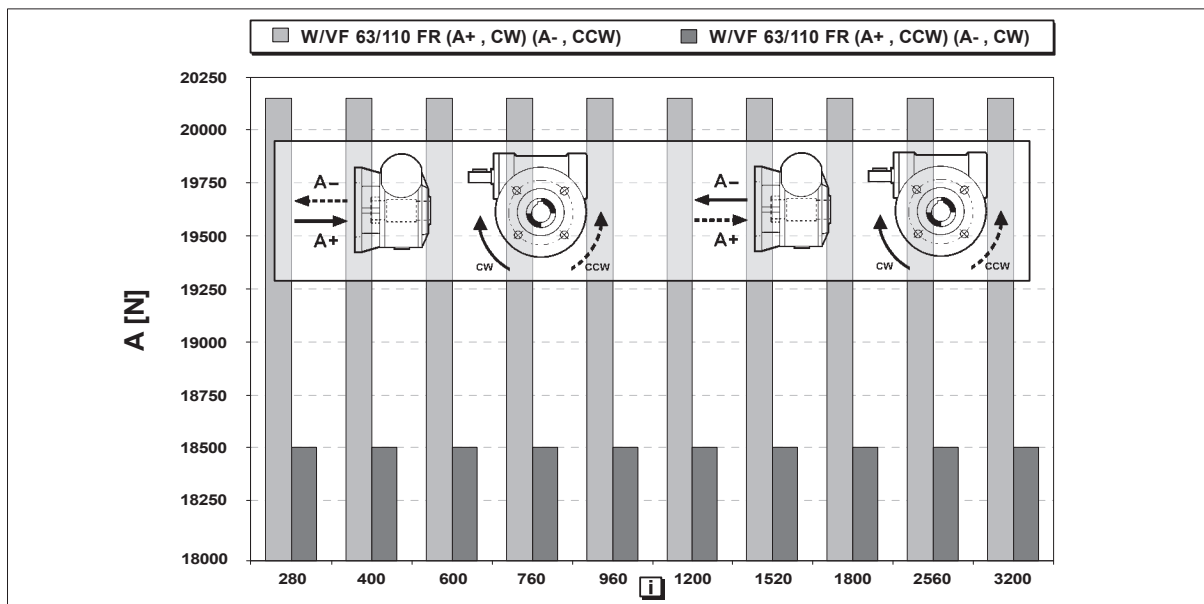 W/VF 63/110 FR (A+ , CW) (A- , CCW) W/VF 63/110 FR (A+ , CCW) (A- , CW)
A [N]
20250
20000
19750
19500
19250
19000
18750
18500
18250
18000
A− A−
A+ A+
CW CCW CW CCW
280 400 600 760 960 1200 1520 1800 2560 3200
i